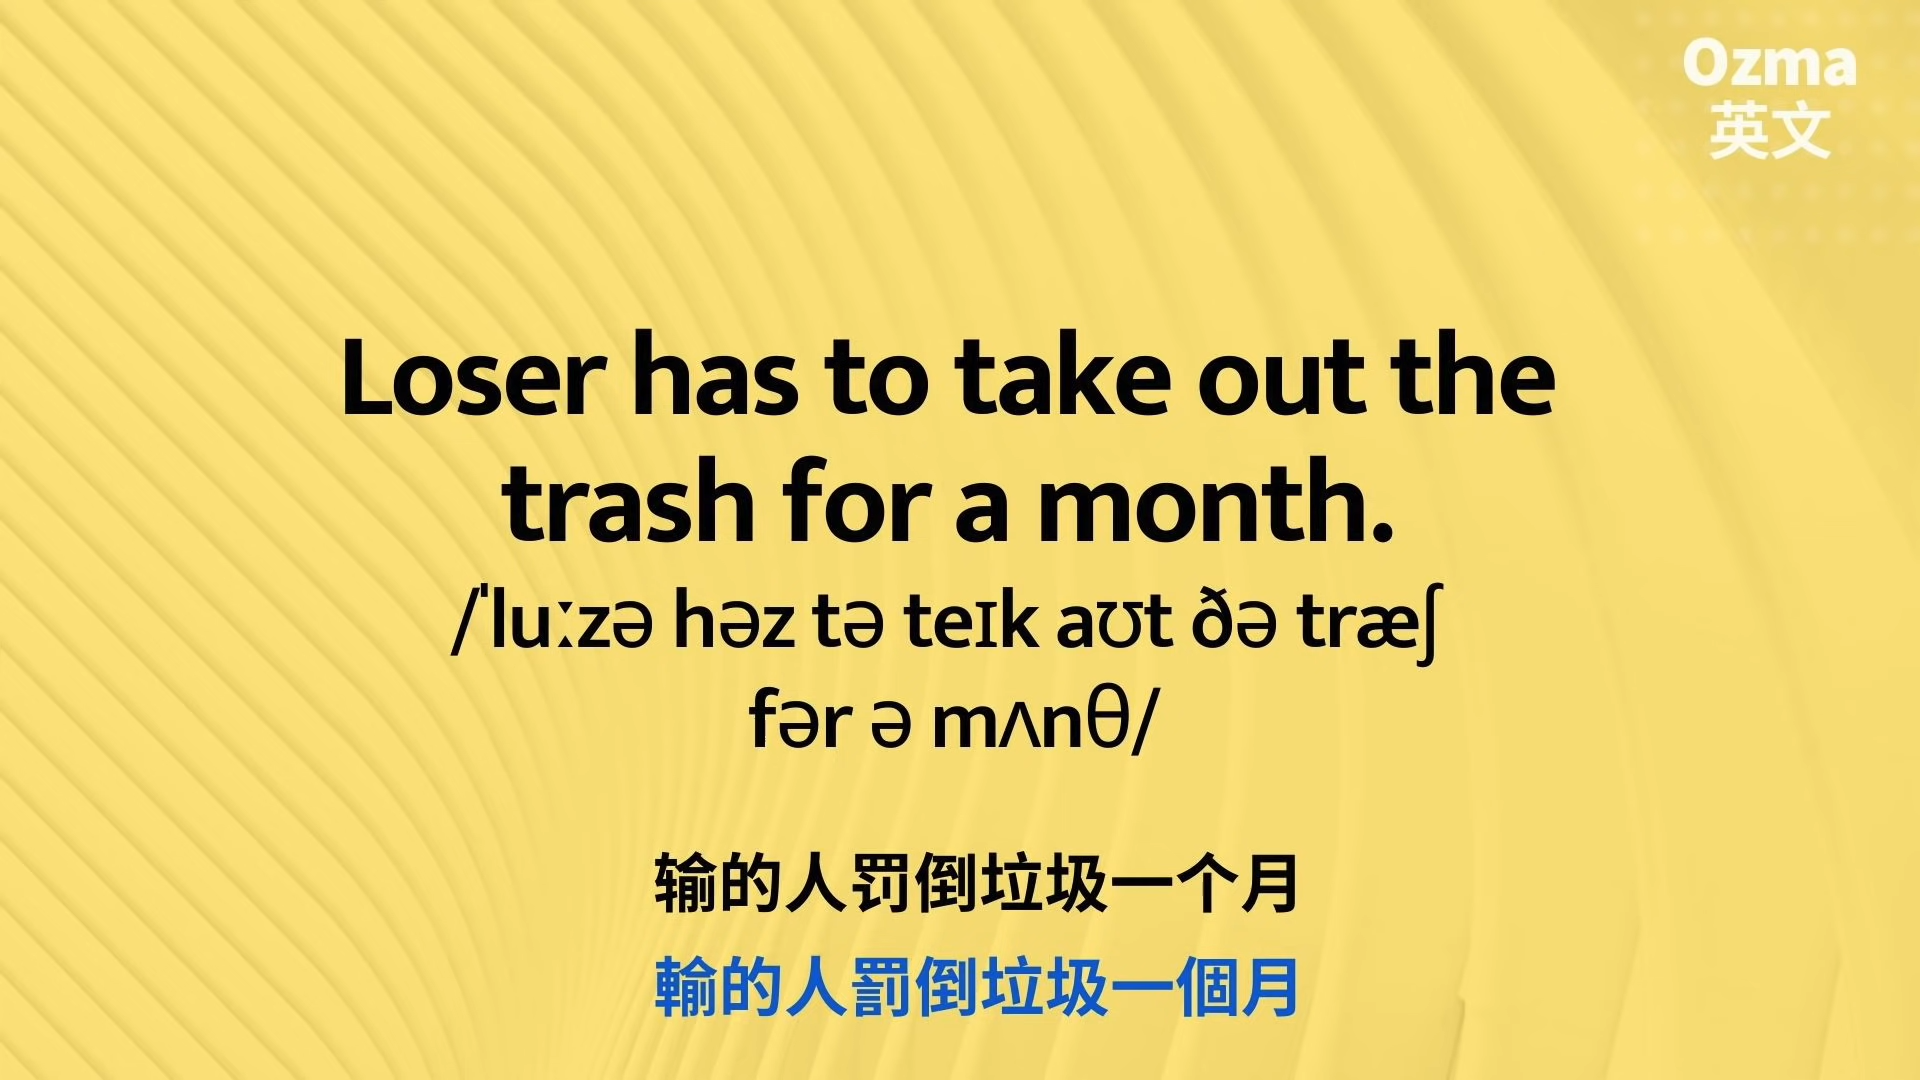 Ozma
英文
Loser has to take out the
trash for a month.
/ˈluːzə həz tə teɪk aʊt ðə træʃ
fər ə mʌnθ/
输的人罚倒垃圾一个月
輸的人罰倒垃圾一個月